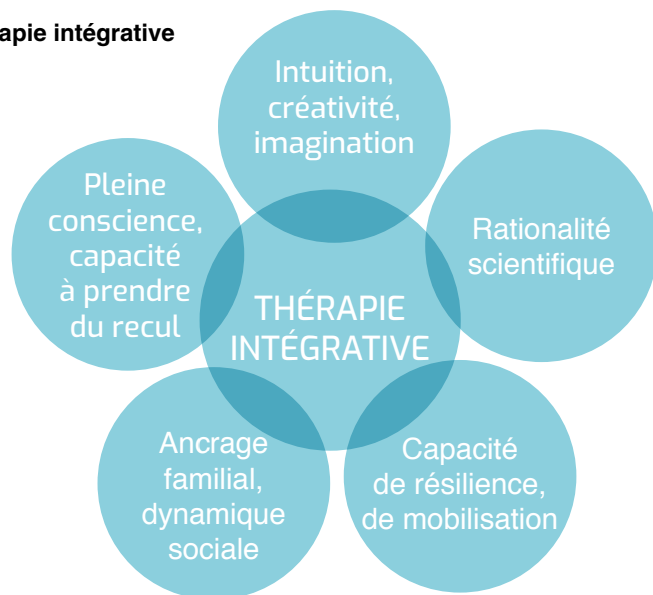 apie intégrative
Intuition,
créativité,
imagination
Pleine
conscience,
capacité
à prendre
du recul
Rationalité
scientifique
THÉRAPIE
INTÉGRATIVE
Ancrage
familial,
dynamique
sociale
Capacité
de résilience,
de mobilisation